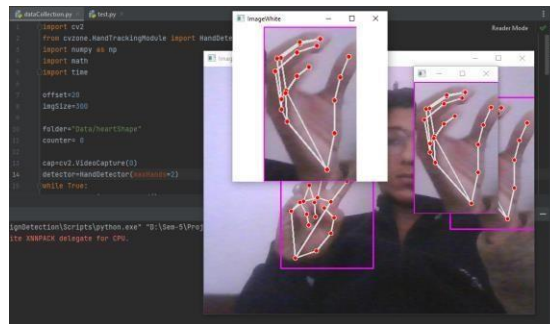 dataCollection.py
test.py
ImageWhite
Reader Mode
import cv2
from cvzone.HandTrackingModule import HandDete
import numpy as np
import math
import time
offset=20
imgSize=300
folder="Data/heartShape"
counter= 0
cap=cv2.VideoCapture(0)
detector=HandDetector(maxHands=2)
while True:
ignDetection\Scripts\python.exe" "D:\Sem-5\Proj
ite XNNPACK delegate for CPU.